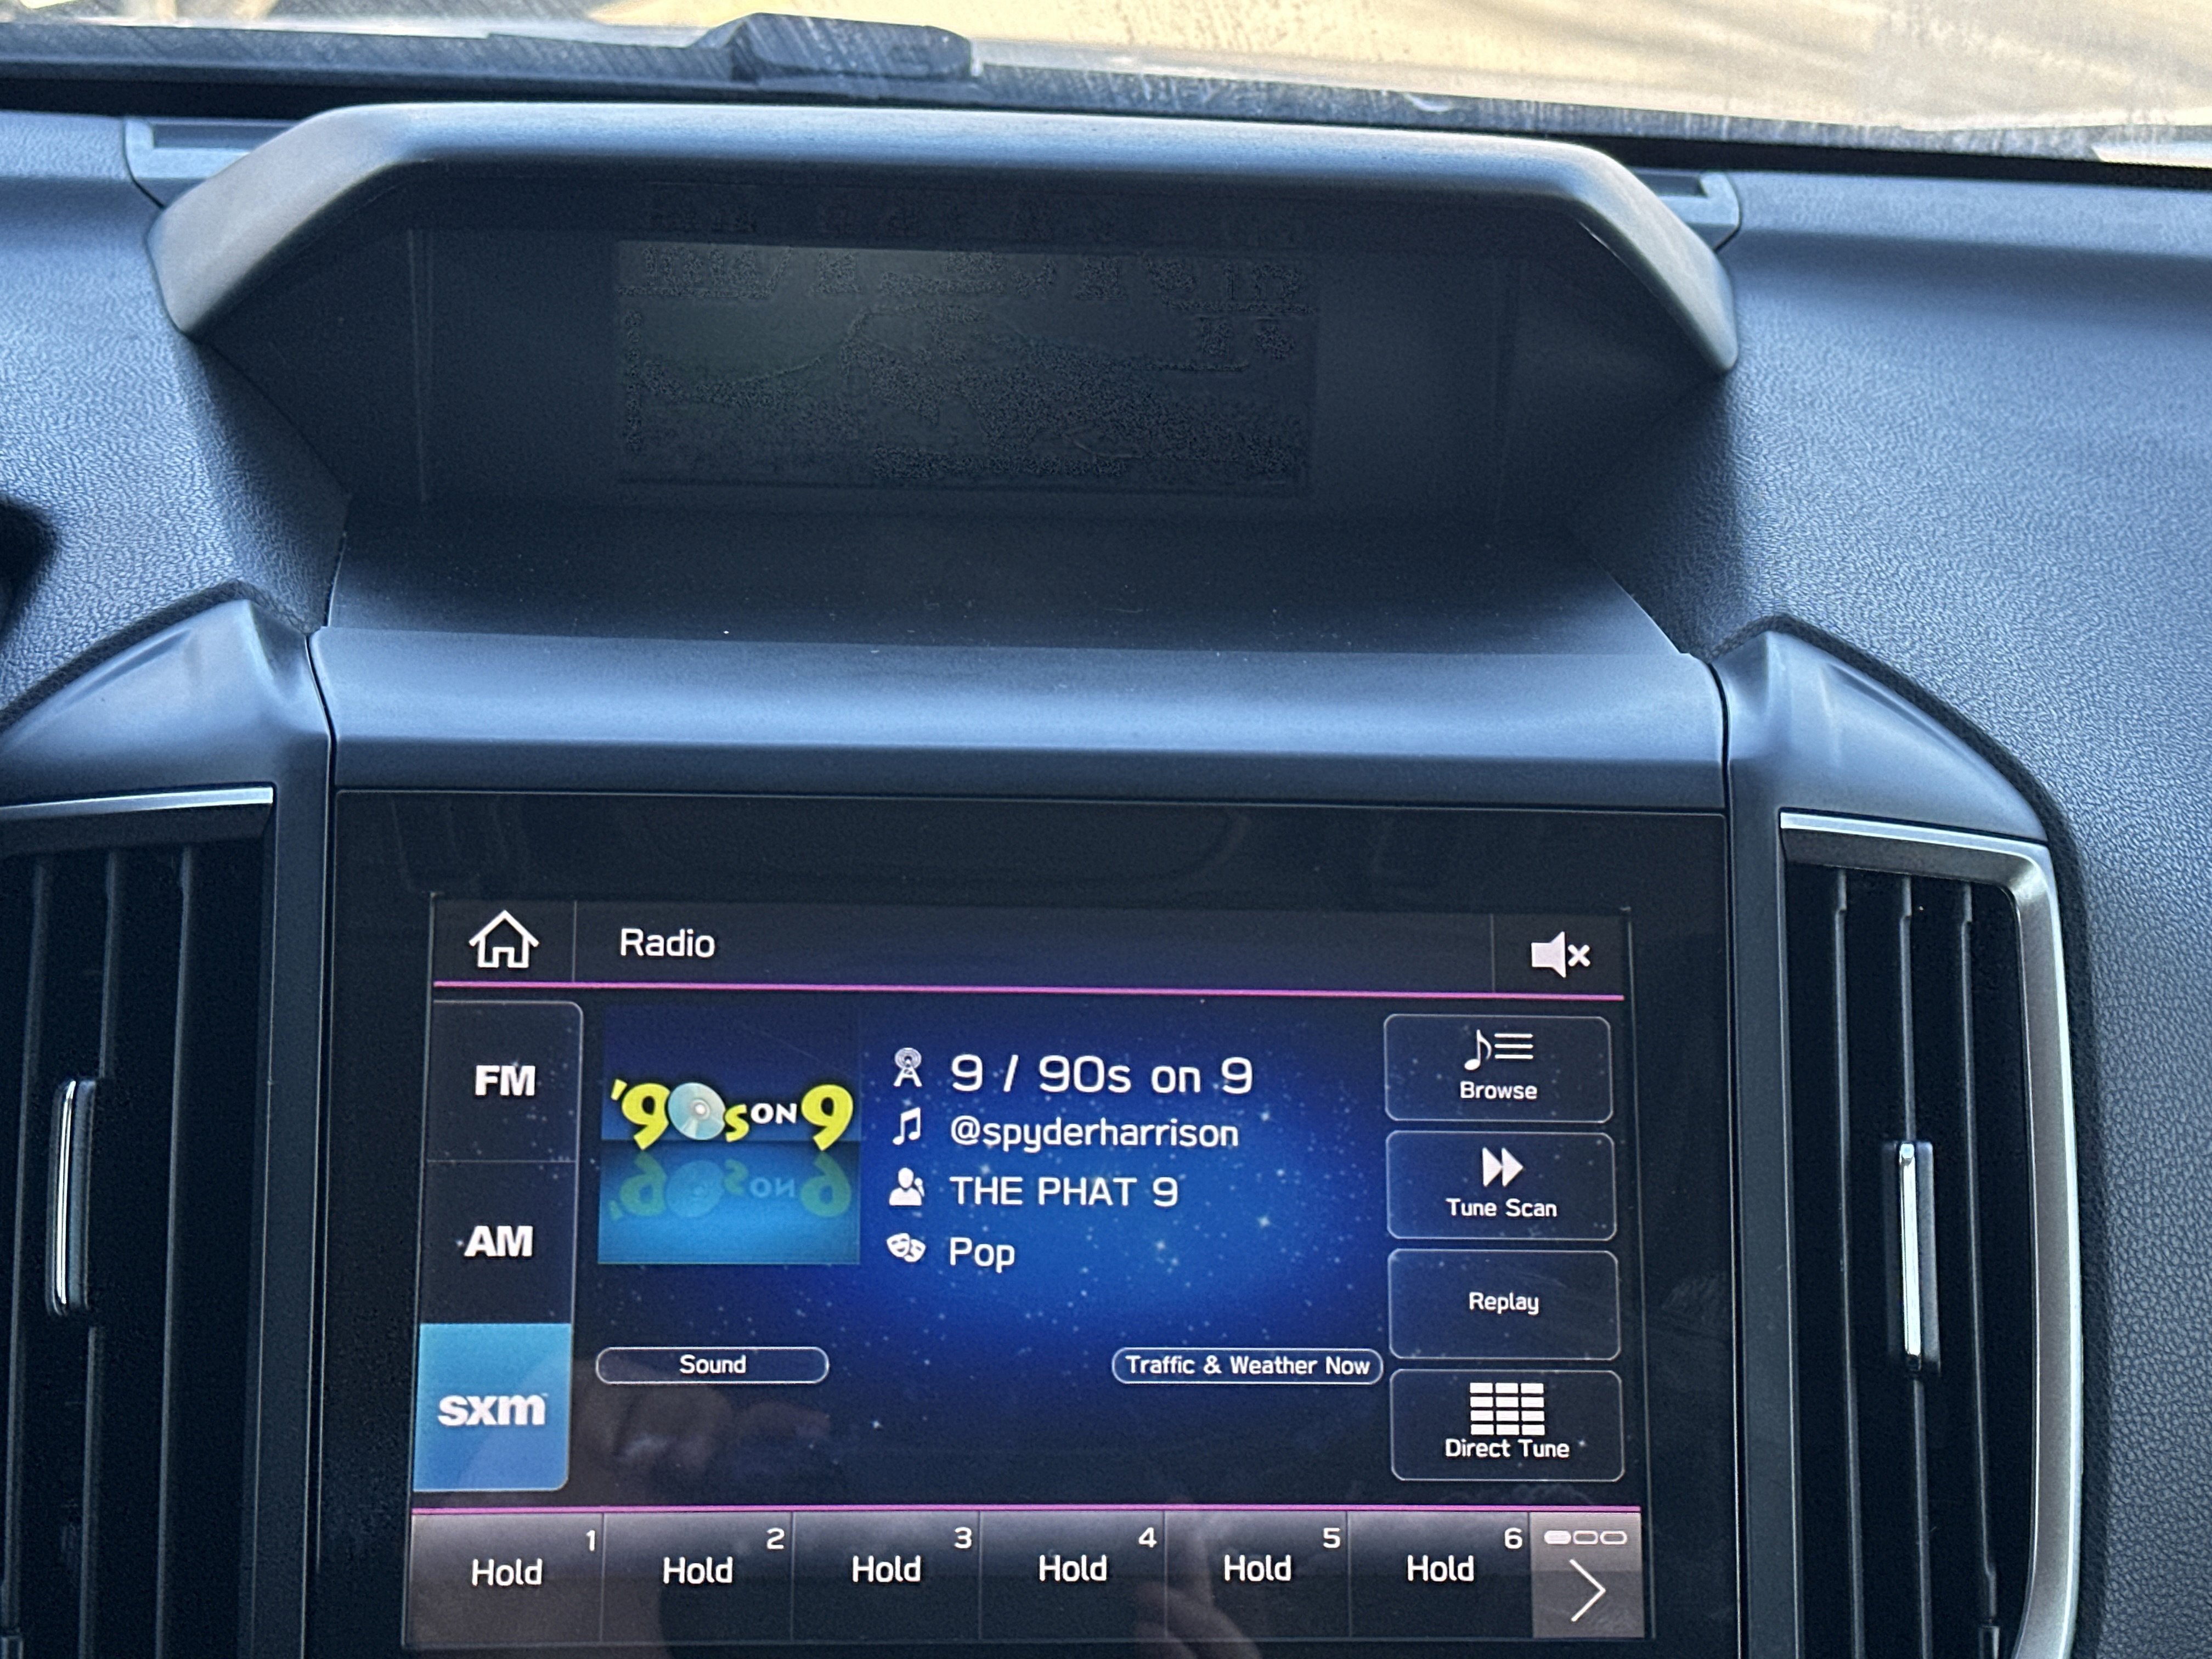 Radio
FM
AM
sxm
'90s ON 9
9 / 90s on 9
@spyderharrison
THE PHAT 9
Pop
Browse
Tune Scan
Replay
Direct Tune
Sound
Traffic & Weather Now
1
Hold
2
Hold
3
Hold
4
Hold
5
Hold
6
Hold